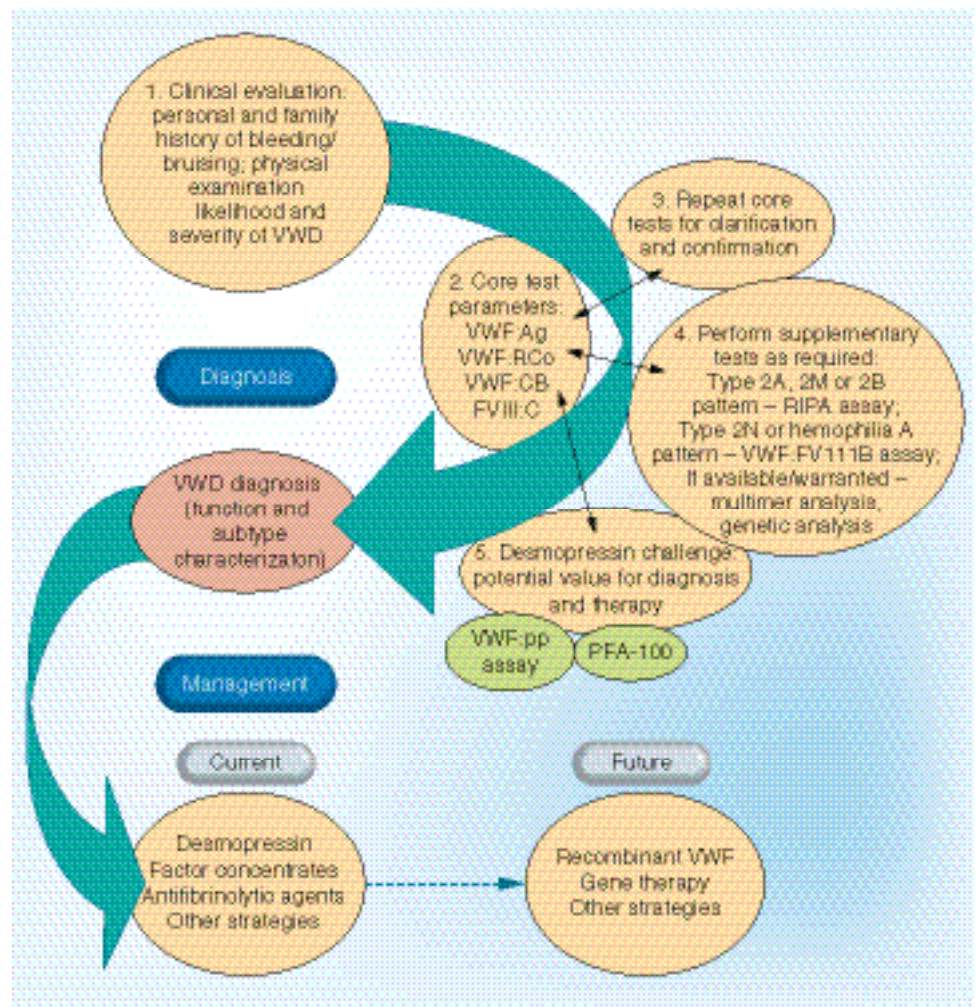 1. Clinical evaluation:
personal and family
history of bleeding/
bruising; physical
examination
likelihood and
severity of VWD
3. Repeat core
tests for clarification
and confirmation
2. Core test
parameters:
VWF:Ag
VWF:RCo
VWF:CB
FVIII:C
4. Perform supplementary
tests as required:
Type 2A, 2M or 2B
pattern – RIPA assay;
Type 2N or hemophilia A
pattern – VWF:FV111B assay;
If available/warranted –
multimer analysis,
genetic analysis
Diagnosis
VWD diagnosis
(function and
subtype
characterizaton)
5. Desmopressin challenge:
potential value for diagnosis
and therapy
VWF:pp
assay
PFA-100
Management
Current
Future
Desmopressin
Factor concentrates
Antifibrinolytic agents
Other strategies
Recombinant VWF
Gene therapy
Other strategies